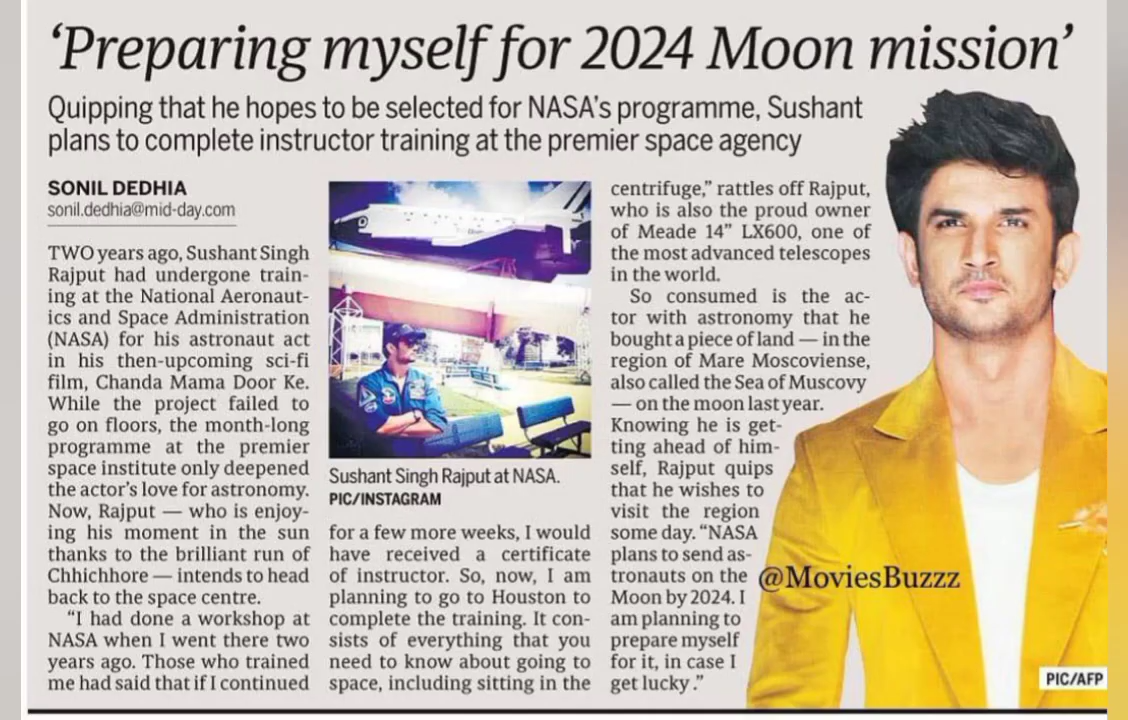 ‘Preparing myself for 2024 Moon mission’
Quipping that he hopes to be selected for NASA’s programme, Sushant
plans to complete instructor training at the premier space agency
SONIL DEDHIA
sonil.dedhia@mid-day.com
TWO years ago, Sushant Singh
Rajput had undergone train-
ing at the National Aeronaut-
ics and Space Administration
(NASA) for his astronaut act
in his then-upcoming sci-fi
film, Chanda Mama Door Ke.
While the project failed to
go on floors, the month-long
programme at the premier
space institute only deepened
the actor’s love for astronomy.
Now, Rajput — who is enjoy-
ing his moment in the sun
thanks to the brilliant run of
Chhichhore — intends to head
back to the space centre.
“I had done a workshop at
NASA when I went there two
years ago. Those who trained
me had said that if I continued
Sushant Singh Rajput at NASA.
PIC/INSTAGRAM
for a few more weeks, I would
have received a certificate
of instructor. So, now, I am
planning to go to Houston to
complete the training. It con-
sists of everything that you
need to know about going to
space, including sitting in the
centrifuge,” rattles off Rajput,
who is also the proud owner
of Meade 14” LX600, one of
the most advanced telescopes
in the world.
So consumed is the ac-
tor with astronomy that he
bought a piece of land — in the
region of Mare Moscoviense,
also called the Sea of Muscovy
— on the moon last year.
Knowing he is get-
ting ahead of him-
self, Rajput quips
that he wishes to
visit the region
some day. “NASA
plans to send as-
tronauts on the
Moon by 2024. I
am planning to
prepare myself
for it, in case I
get lucky.”
@MoviesBuzzz
PIC/AFP